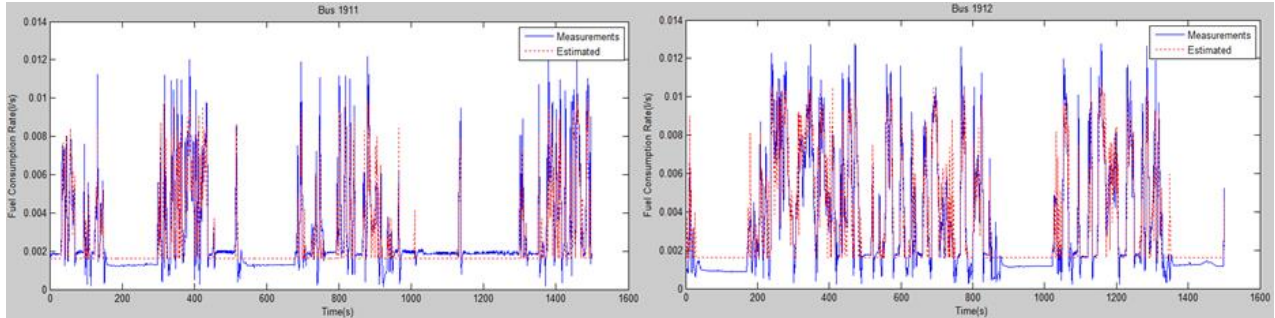 Bus 1911
Fuel Consumption Rate(l/s)
0.014
0.012
0.01
0.008
0.006
0.004
0.002
0
Measurements
Estimated
0 200 400 600 800 1000 1200 1400 1600
Time(s)
Bus 1912
Fuel Consumption Rate(l/s)
0.014
0.012
0.01
0.008
0.006
0.004
0.002
0
Measurements
Estimated
0 200 400 600 800 1000 1200 1400 1600
Time(s)